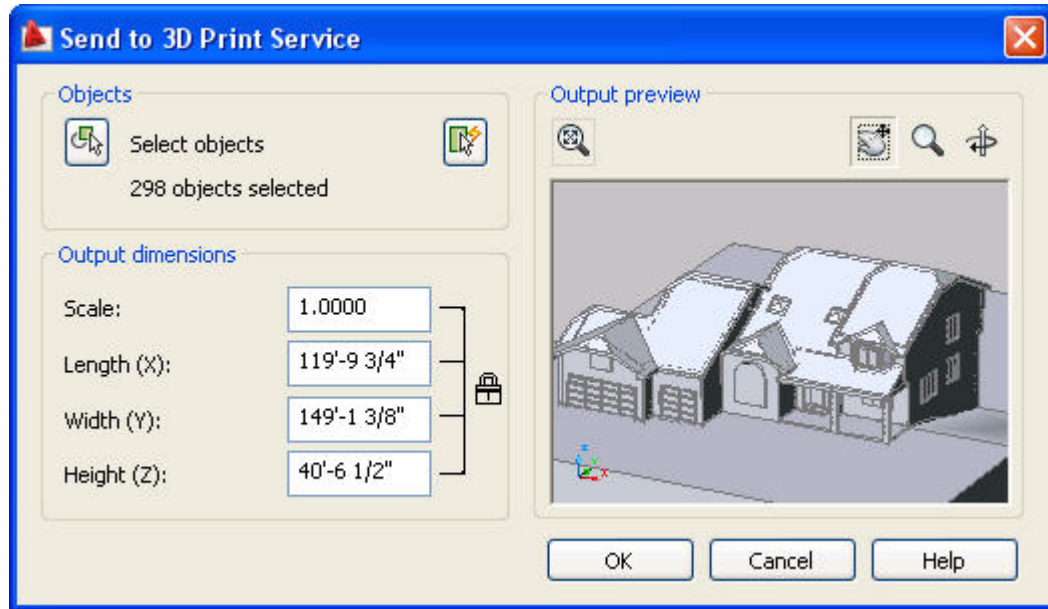 Send to 3D Print Service
Objects
Select objects
298 objects selected
Output dimensions
Scale: 1.0000
Length (X): 119'-9 3/4"
Width (Y): 149'-1 3/8"
Height (Z): 40'-6 1/2"
Output preview
OK Cancel Help